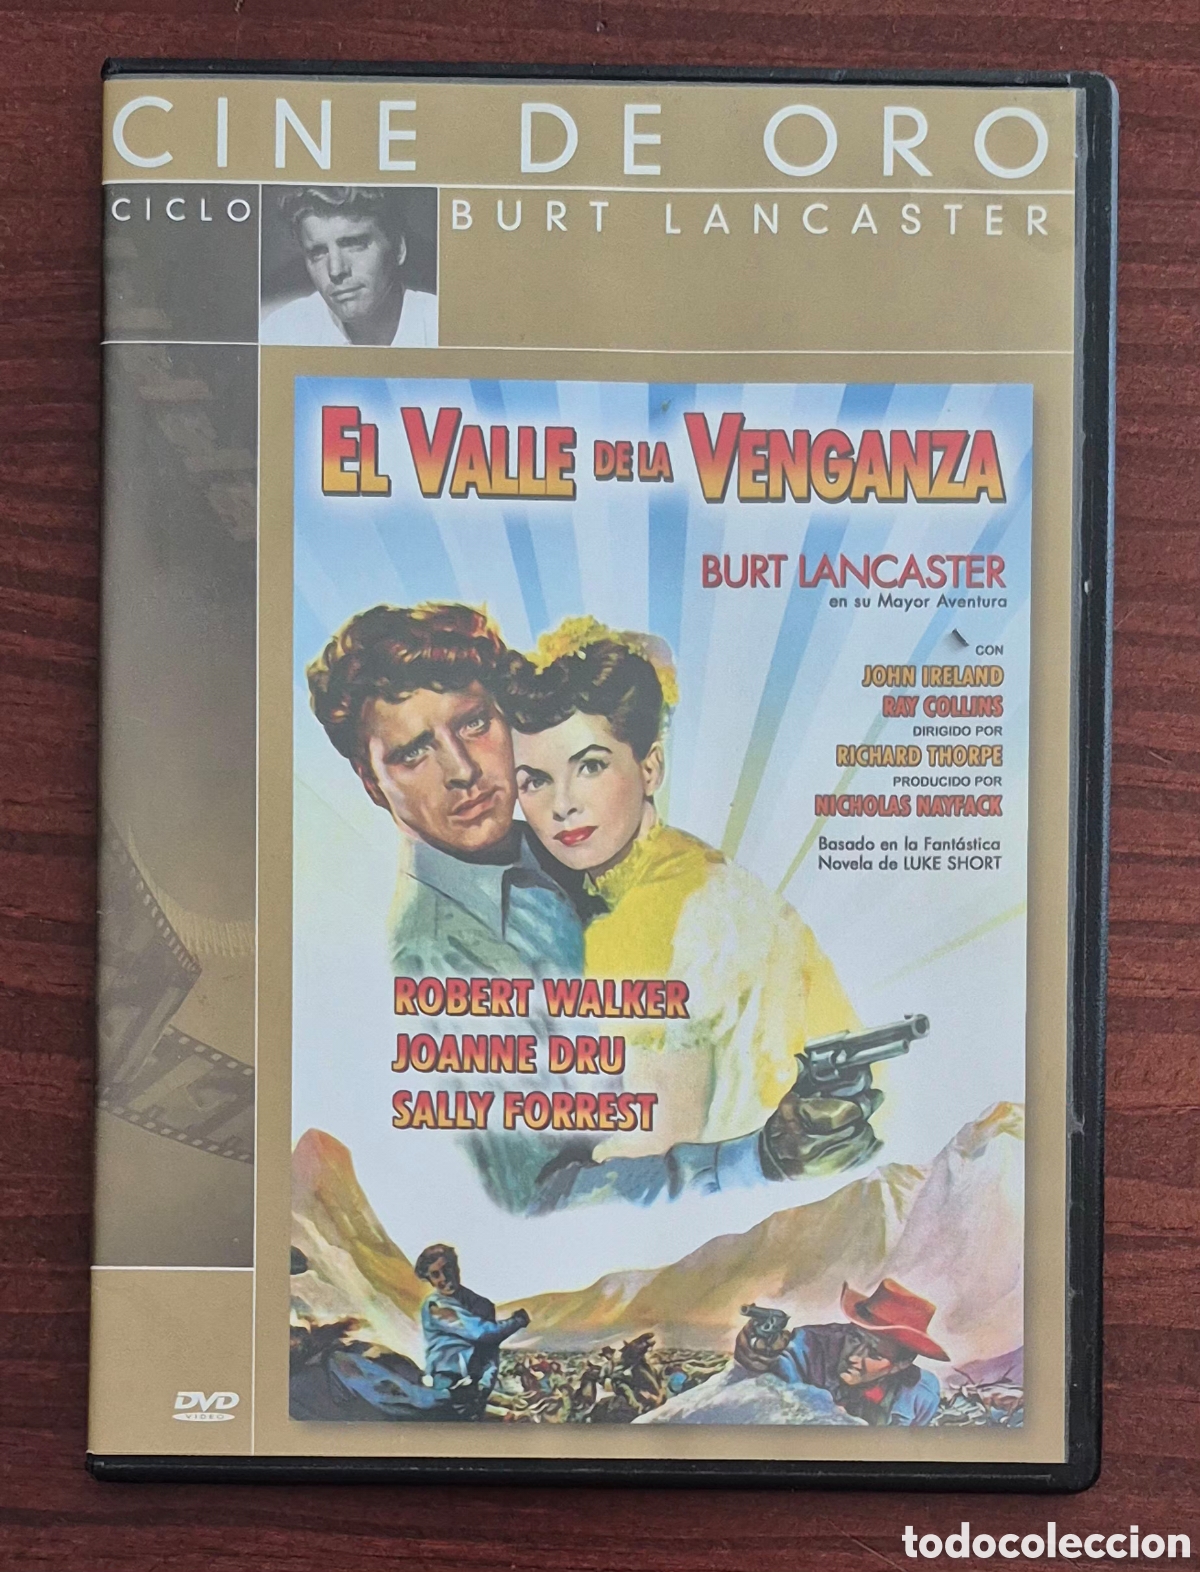 CINE DE ORO
CICLO BURT LANCASTER
EL VALLE DE LA VENGANZA
BURT LANCASTER
en su Mayor Aventura
CON
JOHN IRELAND
RAY COLLINS
DIRIGIDO POR
RICHARD THORPE
PRODUCIDO POR
NICHOLAS NAYFACK
Basado en la Fantástica
Novela de LUKE SHORT
ROBERT WALKER
JOANNE DRU
SALLY FORREST
DVD
VIDEO
todocoleccion